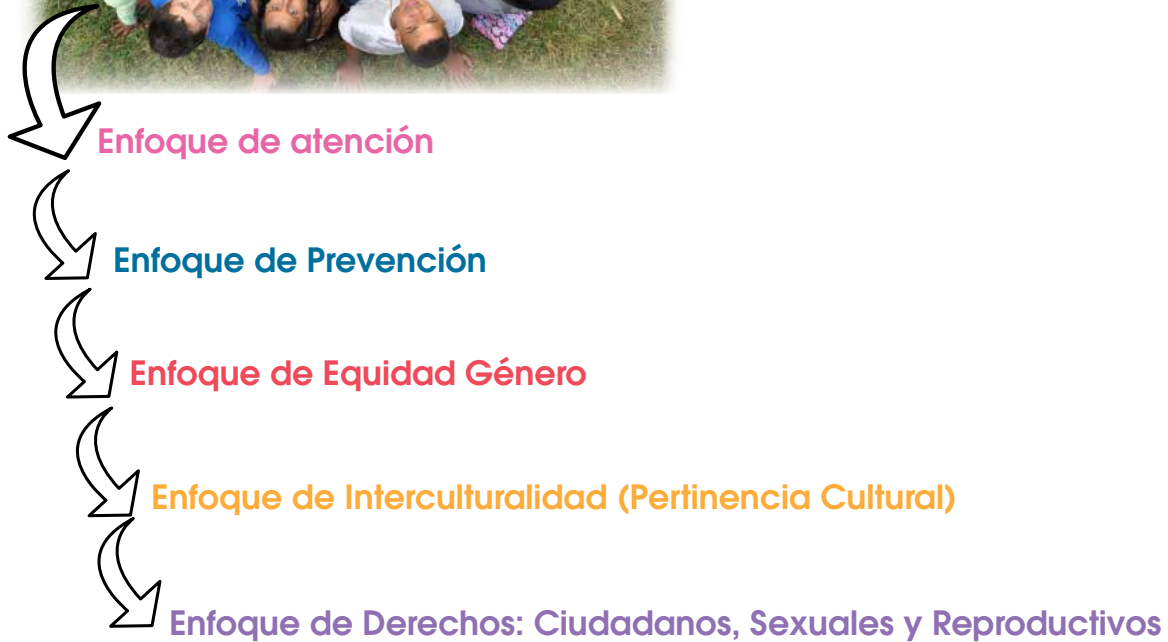 Enfoque de atención
Enfoque de Prevención
Enfoque de Equidad Género
Enfoque de Interculturalidad (Pertinencia Cultural)
Enfoque de Derechos: Ciudadanos, Sexuales y Reproductivos